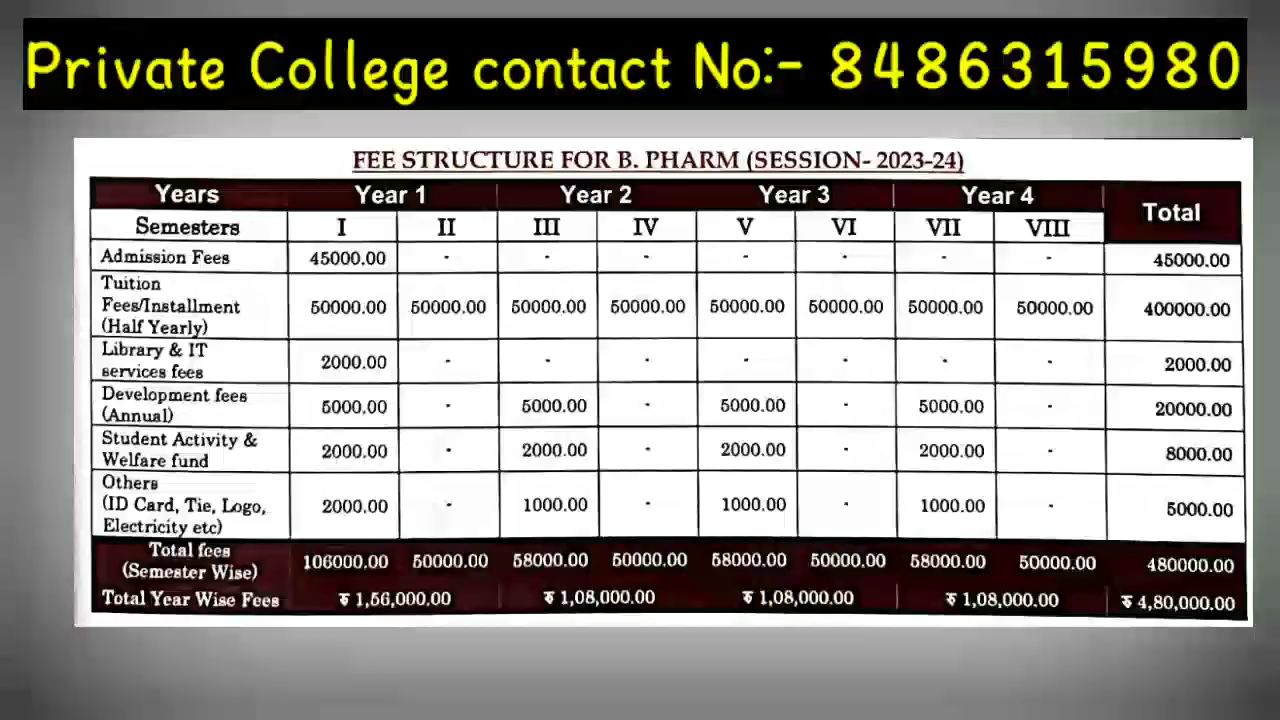 Private College contact No:- 8486315980
FEE STRUCTURE FOR B. PHARM (SESSION- 2023-24)
Years Year 1 Year 2 Year 3 Year 4 Total
Semesters I II III IV V VI VII VIII
Admission Fees 45000.00 - - - - - - - 45000.00
Tuition
Fees/Installment 50000.00 50000.00 50000.00 50000.00 50000.00 50000.00 50000.00 50000.00 400000.00
(Half Yearly)
Library & IT
services fees 2000.00 - - - - - - - 2000.00
Development fees
(Annual) 5000.00 - 5000.00 - 5000.00 - 5000.00 - 20000.00
Student Activity &
Welfare fund 2000.00 - 2000.00 - 2000.00 - 2000.00 - 8000.00
Others
(ID Card, Tie, Logo, 2000.00 - 1000.00 - 1000.00 - 1000.00 - 5000.00
Electricity etc)
Total fees
(Semester Wise) 106000.00 50000.00 58000.00 50000.00 58000.00 50000.00 58000.00 50000.00 480000.00
Total Year Wise Fees ₹ 1,56,000.00 ₹ 1,08,000.00 ₹ 1,08,000.00 ₹ 1,08,000.00 ₹ 4,80,000.00